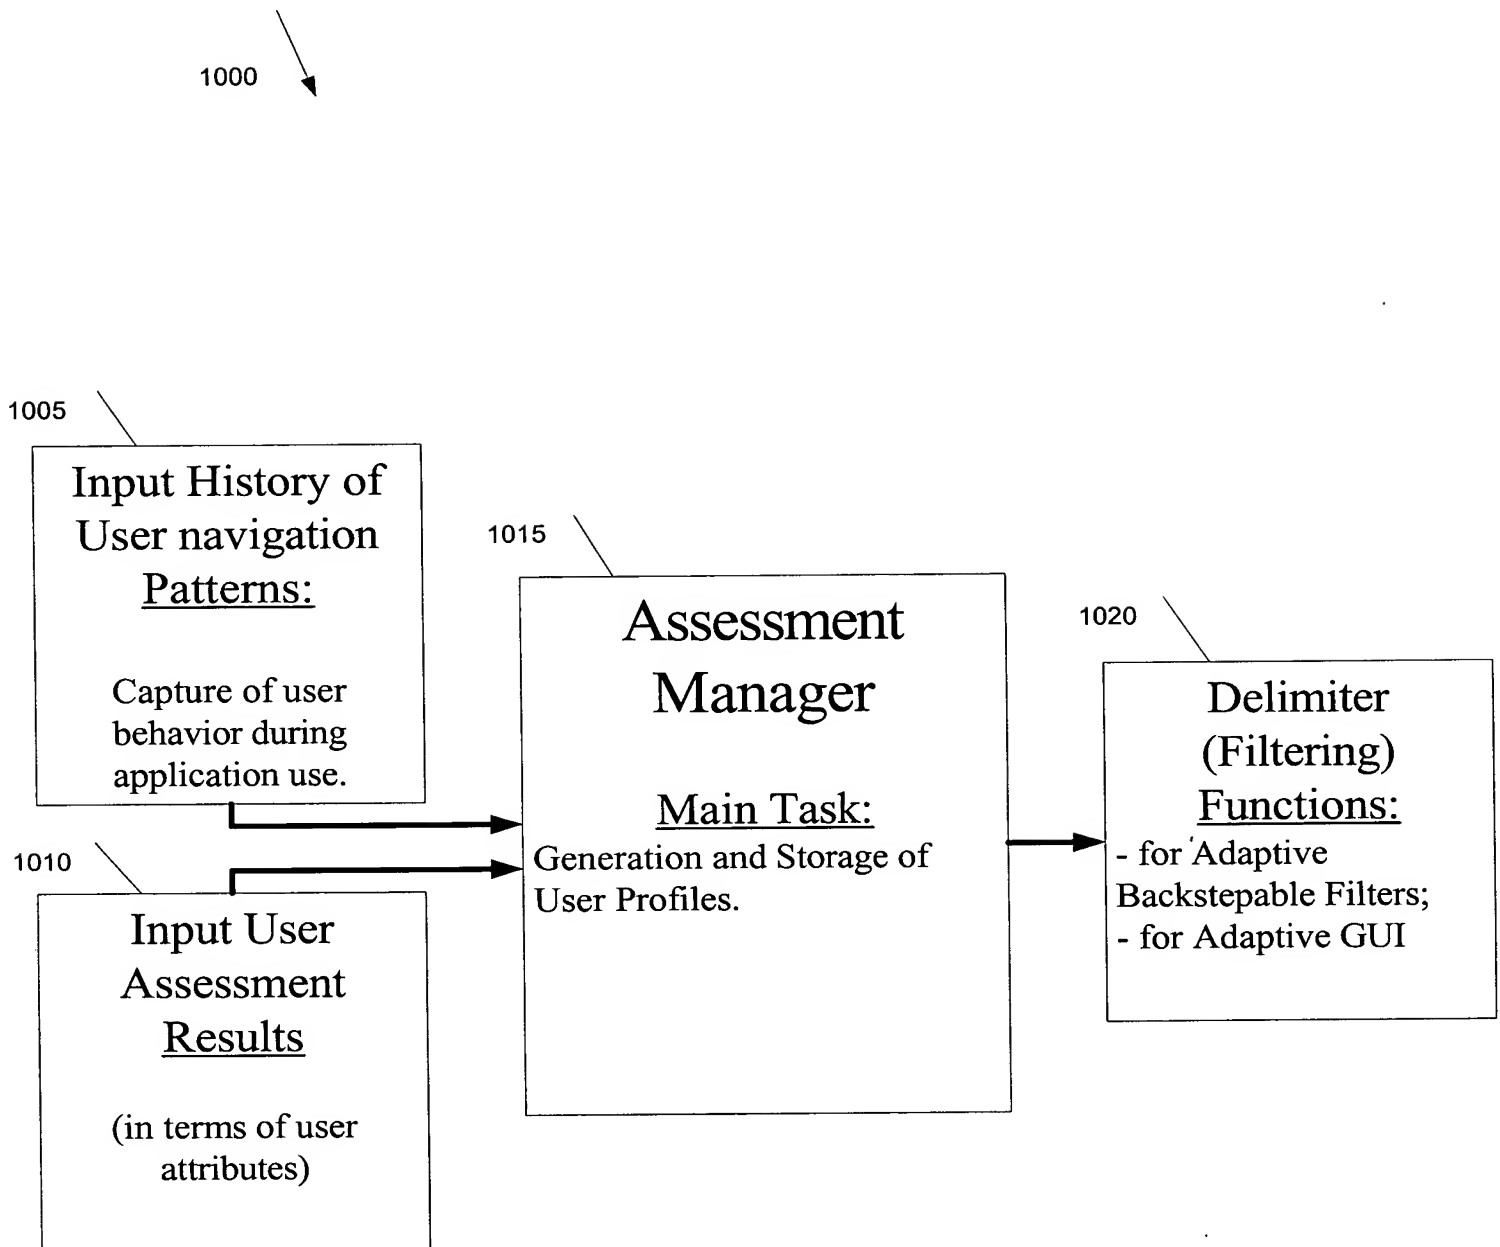 1000
1005
Input History of
User navigation
Patterns:
Capture of user
behavior during
application use.
1010
Input User
Assessment
Results
(in terms of user
attributes)
1015
Assessment
Manager
Main Task:
Generation and Storage of
User Profiles.
1020
Delimiter
(Filtering)
Functions:
- for Adaptive
Backstepable Filters;
- for Adaptive GUI